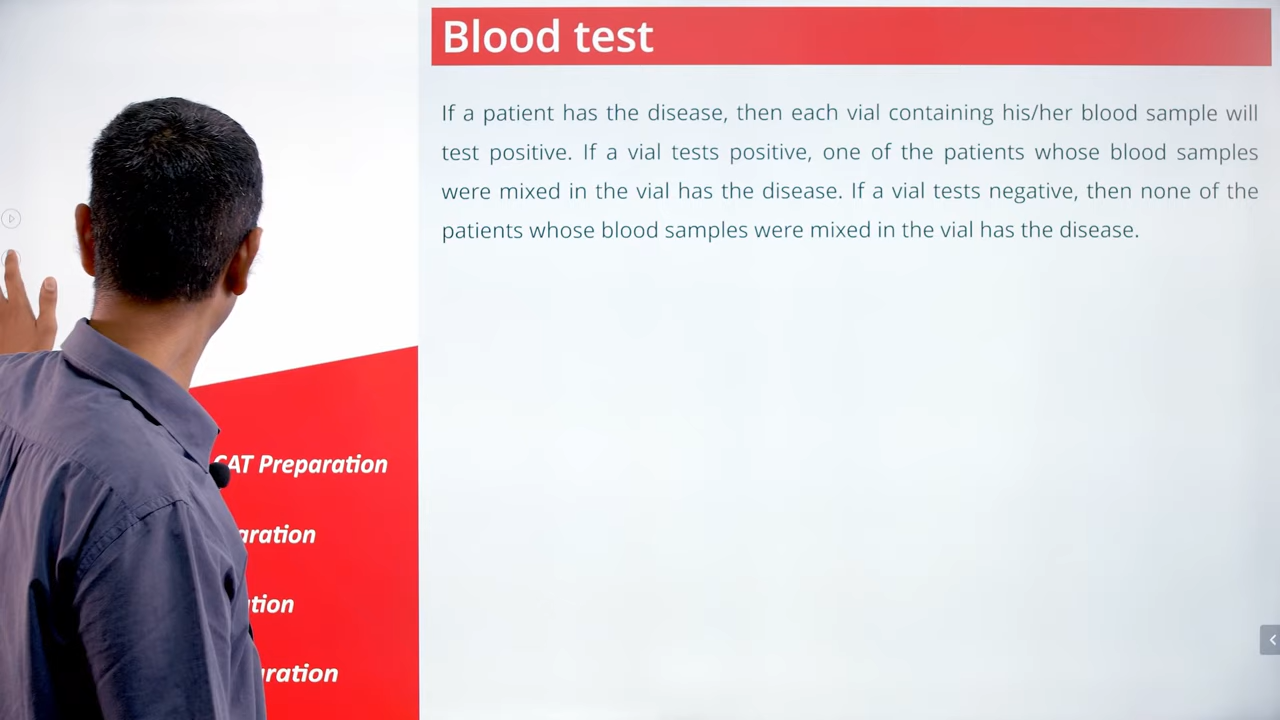 Blood test
If a patient has the disease, then each vial containing his/her blood sample will
test positive. If a vial tests positive, one of the patients whose blood samples
were mixed in the vial has the disease. If a vial tests negative, then none of the
patients whose blood samples were mixed in the vial has the disease.
CAT Preparation